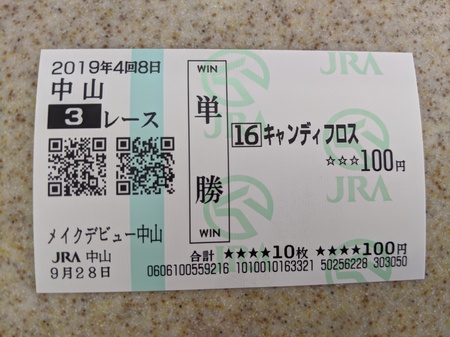 2019年4回8日
中山
3レース
メイクデビュー中山
JRA 中山
9月28日
WIN
単勝
WIN
16 キャンディフロス
☆☆☆100円
JRA
JRA
合計 ★★★★10枚 ★★★★100円
0606100559216 1010010163321 50256228 303050